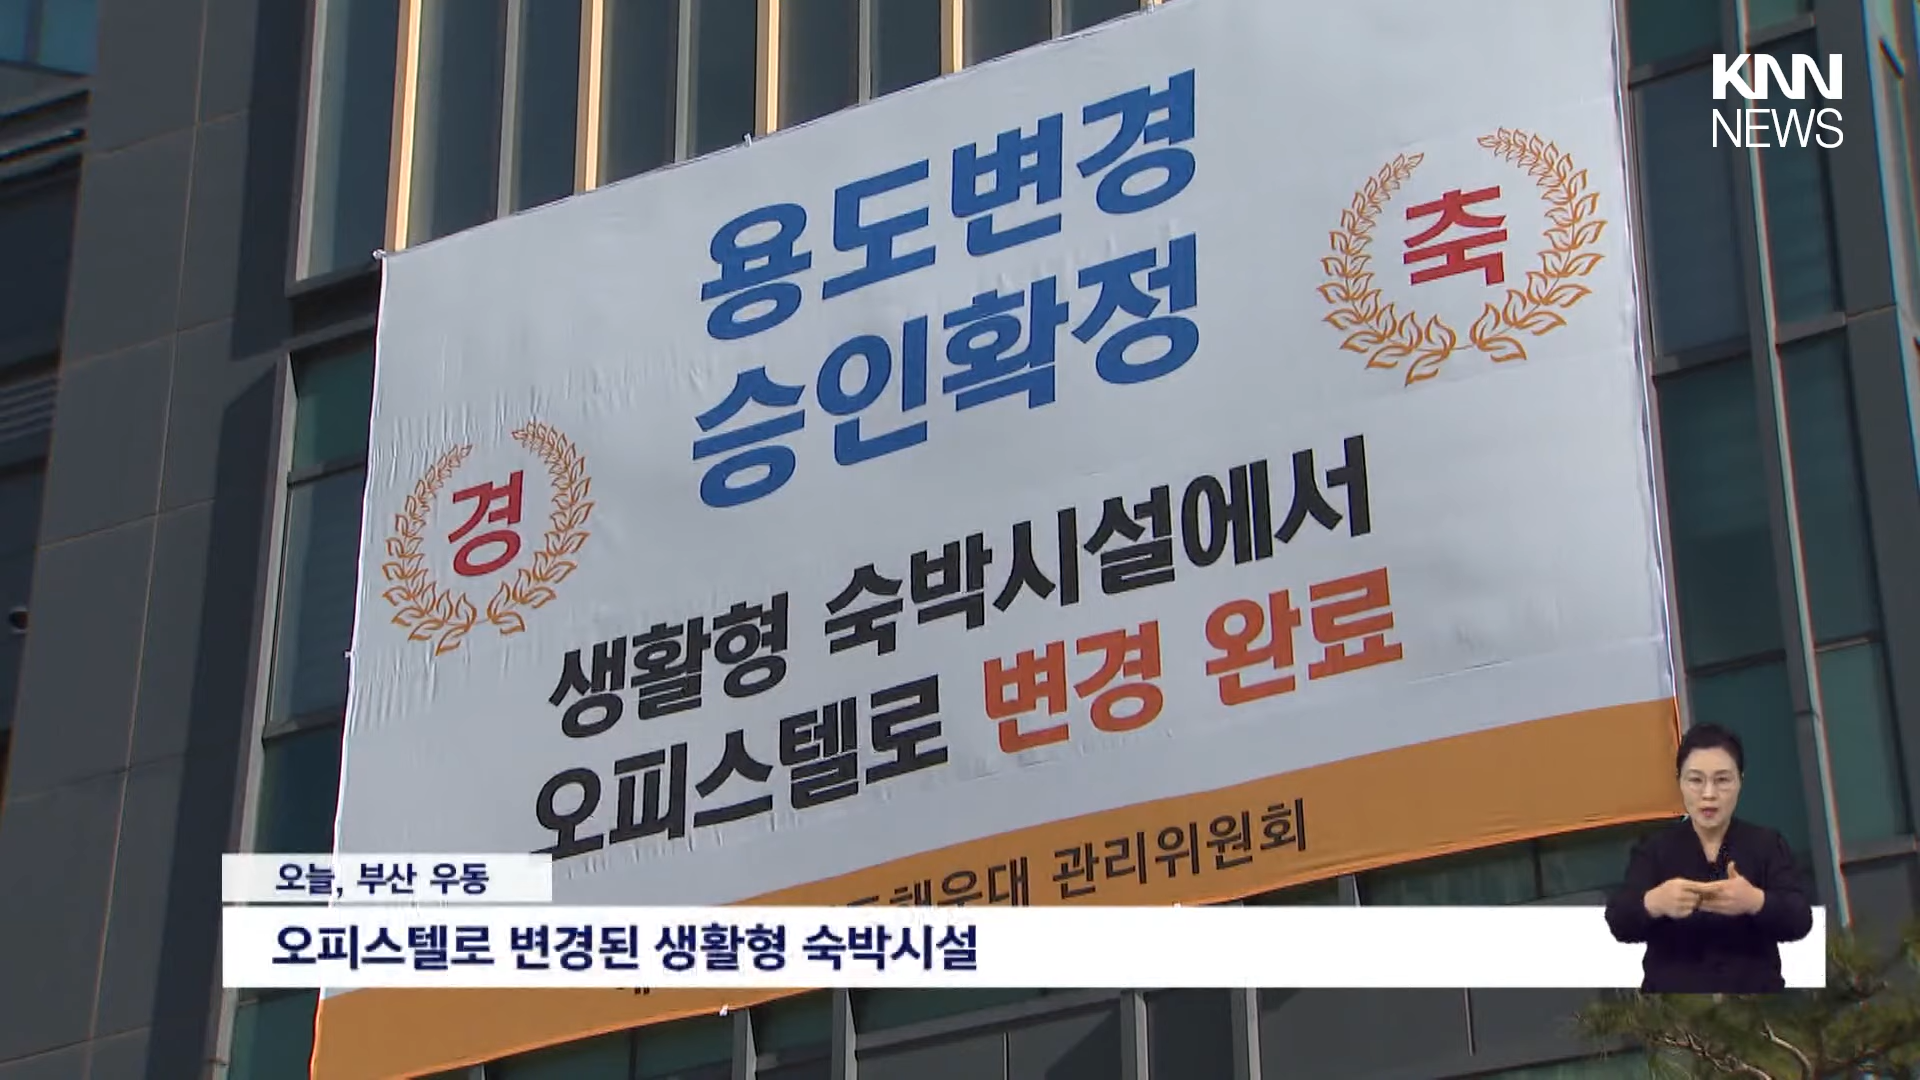 KNN
NEWS
용도변경
승인확정
경
축
생활형 숙박시설에서
오피스텔로 변경 완료
관리위원회
오늘, 부산 우동
오피스텔로 변경된 생활형 숙박시설